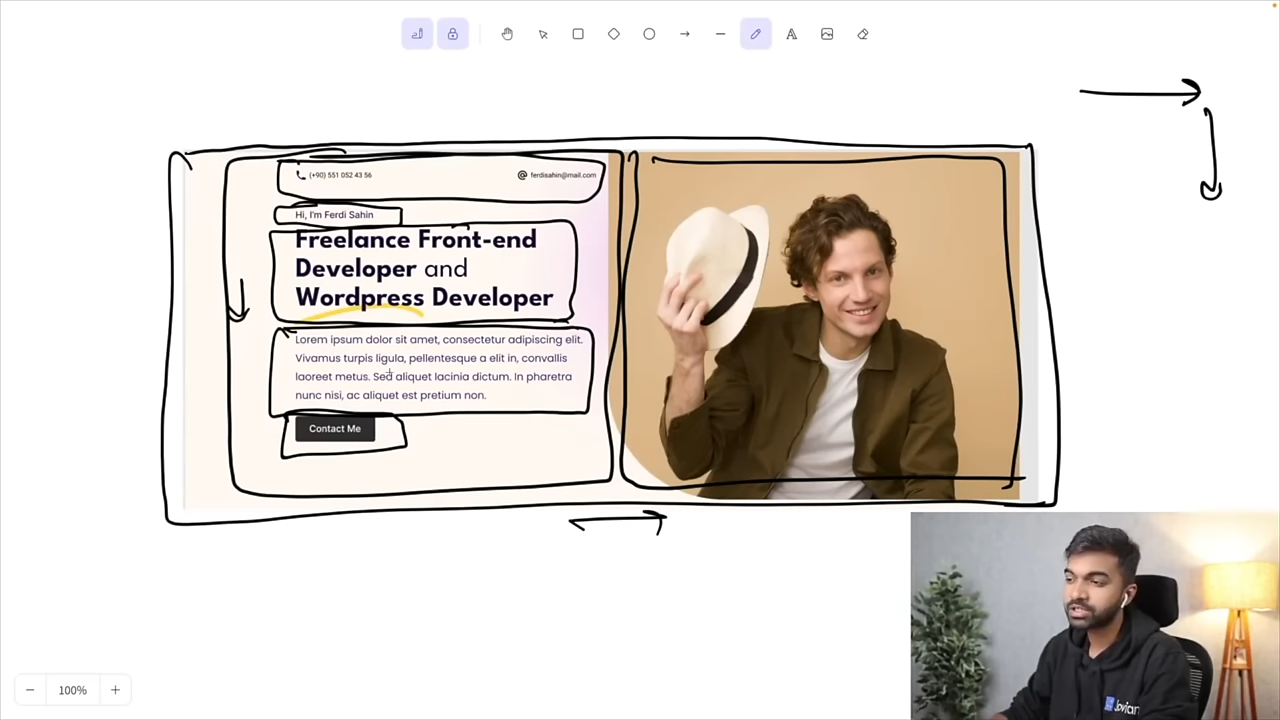 (+90) 551 052 43 56
ferdisahin@mail.com
Hi, I'm Ferdi Sahin
Freelance Front-end
Developer and
Wordpress Developer
Lorem ipsum dolor sit amet, consectetur adipiscing elit.
Vivamus turpis ligula, pellentesque a elit in, convallis
laoreet metus. Sed aliquet lacinia dictum. In pharetra
nunc nisi, ac aliquet est pretium non.
Contact Me
100%
Jovian